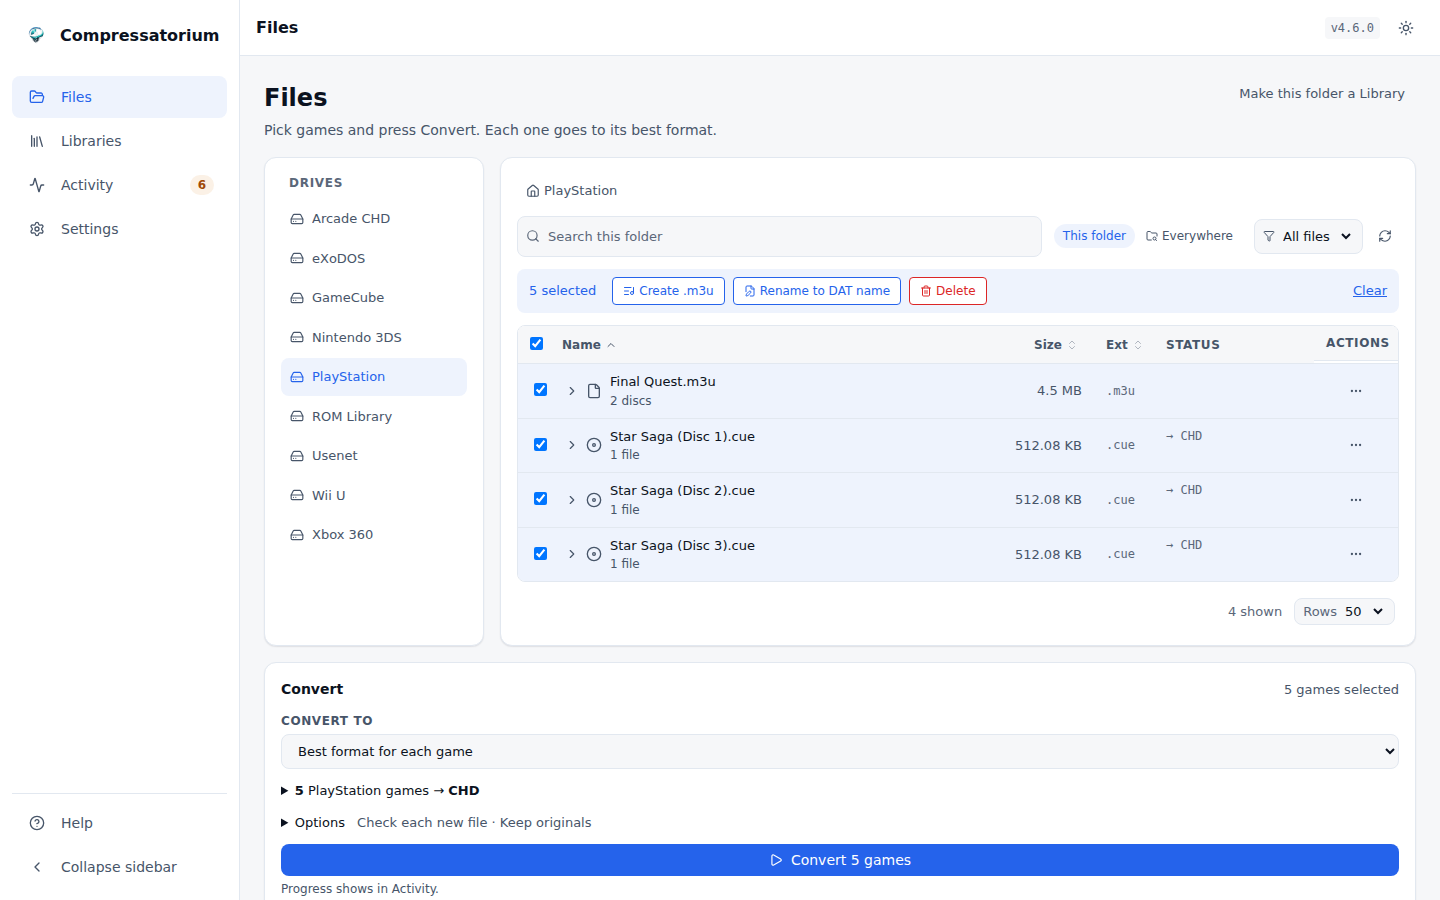 Compressatorium
Files
Libraries
Activity 6
Settings
Help
Collapse sidebar
Files
v4.6.0
Files
Make this folder a Library
Pick games and press Convert. Each one goes to its best format.
DRIVES
Arcade CHD
eXoDOS
GameCube
Nintendo 3DS
PlayStation
ROM Library
Usenet
Wii U
Xbox 360
PlayStation
Search this folder
This folder
Everywhere
All files
5 selected
Create .m3u
Rename to DAT name
Delete
Clear
Name Size Ext STATUS ACTIONS
Final Quest.m3u 4.5 MB .m3u
2 discs
Star Saga (Disc 1).cue 512.08 KB .cue → CHD
1 file
Star Saga (Disc 2).cue 512.08 KB .cue → CHD
1 file
Star Saga (Disc 3).cue 512.08 KB .cue → CHD
1 file
4 shown Rows 50
Convert 5 games selected
CONVERT TO
Best format for each game
5 PlayStation games → CHD
Options Check each new file · Keep originals
Convert 5 games
Progress shows in Activity.